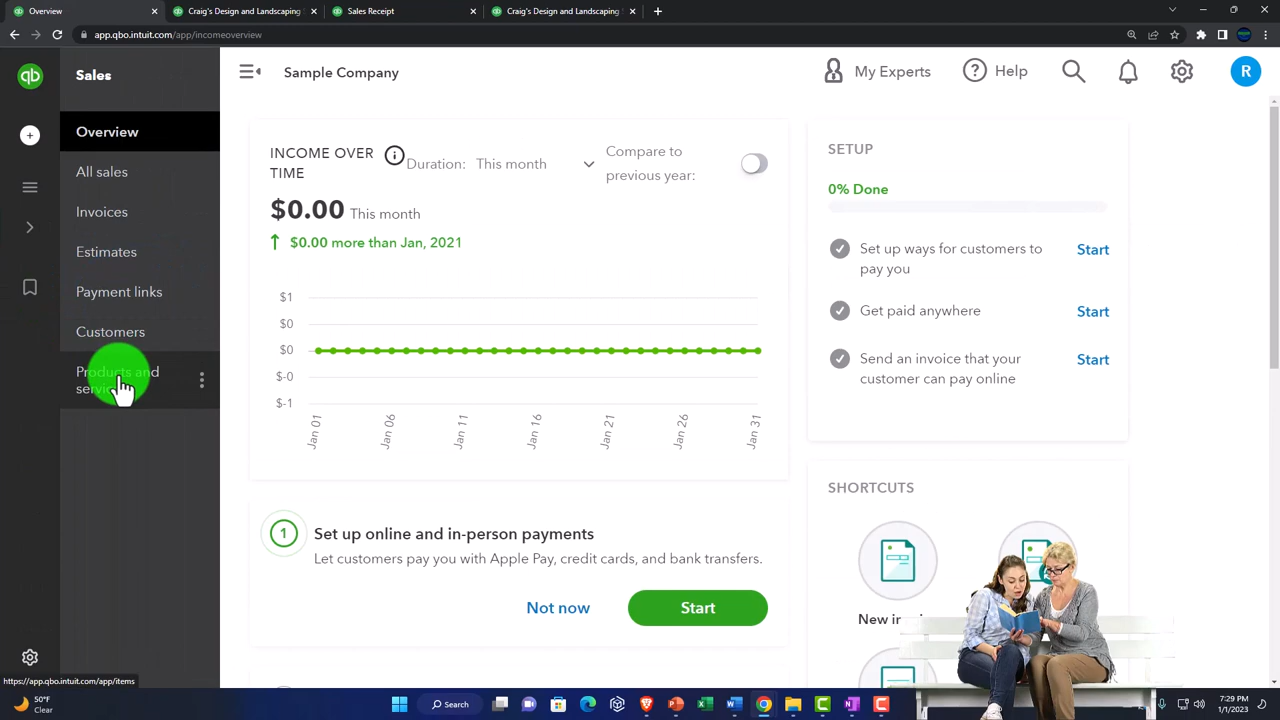 Overview
Craig's Design and Landscaping
Sales Receipt
Craig's Design and Landscaping
app.qbo.intuit.com/app/incomeoverview
qb
Sales
Sample Company
My Experts
Help
R
Overview
All sales
Invoices
Estimates
Payment links
Customers
Products and
INCOME OVER
TIME
Duration: This month
Compare to
previous year:
$0.00 This month
$0.00 more than Jan, 2021
$1
$0
$0
$-0
$-1
Jan 01
Jan 06
Jan 11
Jan 16
Jan 21
Jan 26
Jan 31
SETUP
0% Done
Set up ways for customers to
pay you
Start
Get paid anywhere
Start
Send an invoice that your
customer can pay online
Start
1
Set up online and in-person payments
Let customers pay you with Apple Pay, credit cards, and bank transfers.
Not now
Start
SHORTCUTS
New
https://app.qbo.intuit.com/app/items
50°F
Clear
Search
7:29 PM
1/1/2023